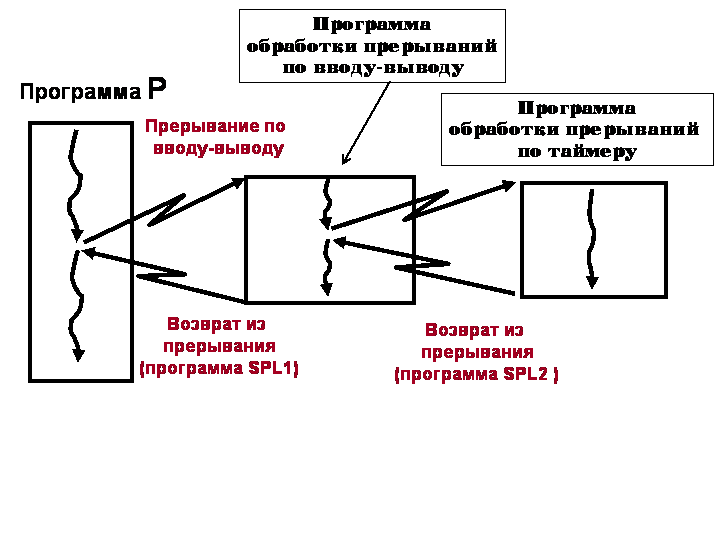 Программа
обработки прерываний
по вводу-выводу
Программа P
Программа
обработки прерываний
по таймеру
Прерывание по
вводу-выводу
Возврат из
прерывания
(программа SPL1)
Возврат из
прерывания
(программа SPL2 )